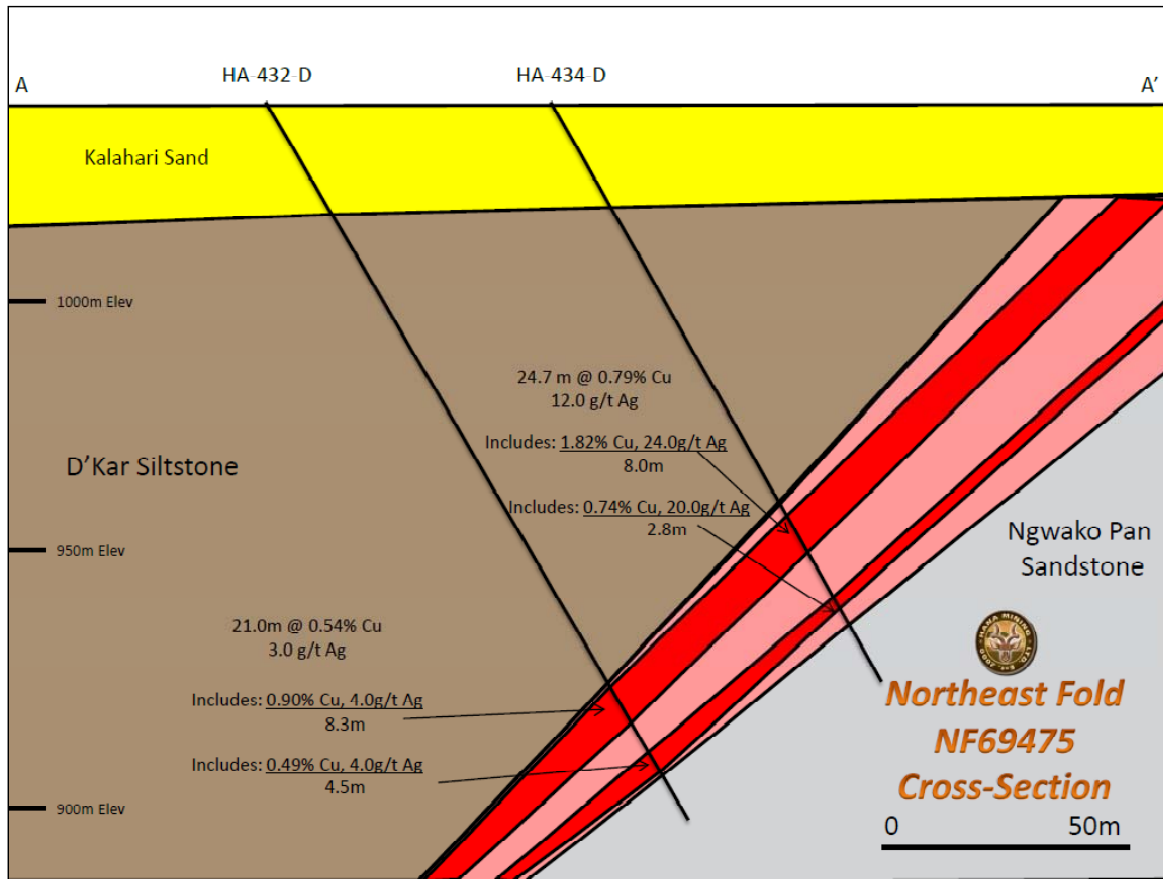 A
HA-432-D
HA-434-D
A'
Kalahari Sand
1000m Elev
24.7 m @ 0.79% Cu
12.0 g/t Ag
Includes: 1.82% Cu, 24.0g/t Ag
8.0m
D'Kar Siltstone
Includes: 0.74% Cu, 20.0g/t Ag
2.8m
950m Elev
Ngwako Pan
Sandstone
21.0m @ 0.54% Cu
3.0 g/t Ag
Includes: 0.90% Cu, 4.0g/t Ag
8.3m
Includes: 0.49% Cu, 4.0g/t Ag
4.5m
900m Elev
HANA MINING LTD
Northeast Fold
NF69475
Cross-Section
0 50m